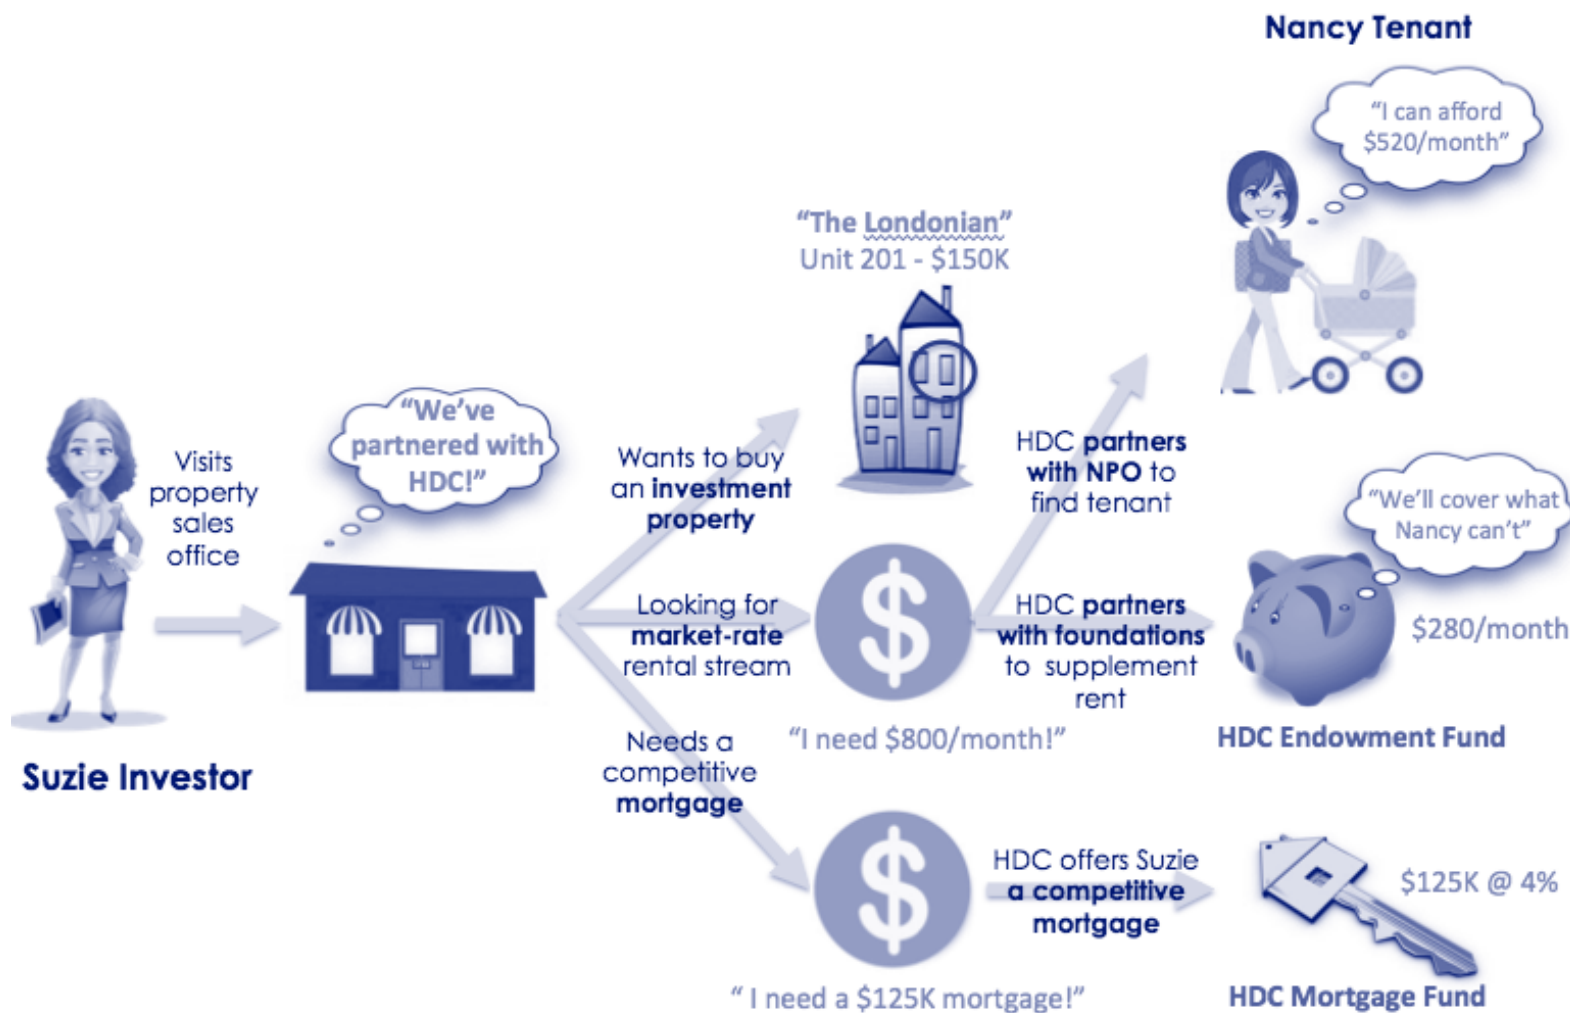 Nancy Tenant
“I can afford
$520/month”
“The Londonian”
Unit 201 - $150K
“We’ve
partnered with
HDC!”
Visits
property
sales
office
Suzie Investor
Wants to buy
an investment
property
Looking for
market-rate
rental stream
Needs a
competitive
mortgage
“I need $800/month!”
“ I need a $125K mortgage!”
HDC partners
with NPO to
find tenant
HDC partners
with foundations
to supplement
rent
“We’ll cover what
Nancy can’t”
$280/month
HDC Endowment Fund
HDC offers Suzie
a competitive
mortgage
$125K @ 4%
HDC Mortgage Fund